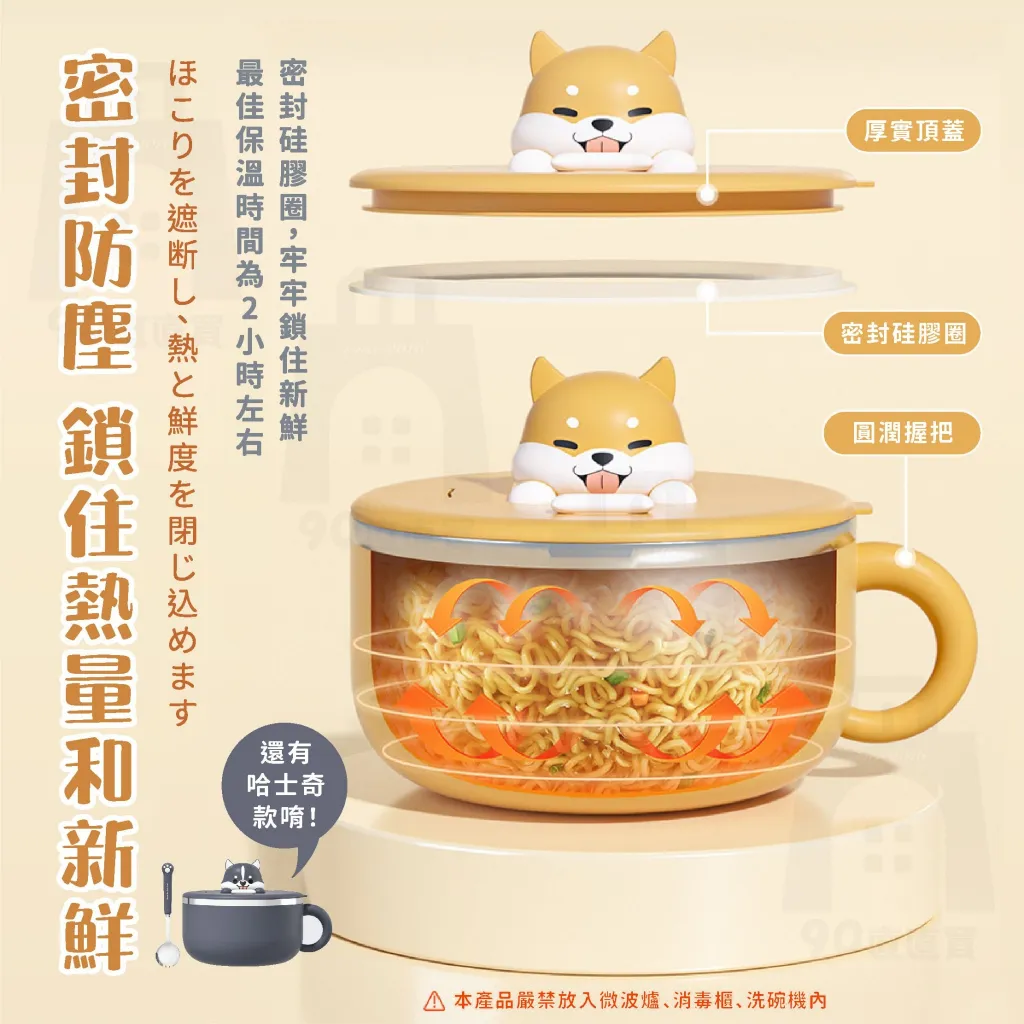 密封防塵 鎖住熱量和新鮮
ほこりを遮断し、熱と鮮度を閉じ込めます
密封硅膠圈，牢牢鎖住新鮮
最佳保溫時間為2小時左右
厚實頂蓋
密封硅膠圈
圓潤握把
還有
哈士奇
款唷！
本產品嚴禁放入微波爐、消毒櫃、洗碗機內